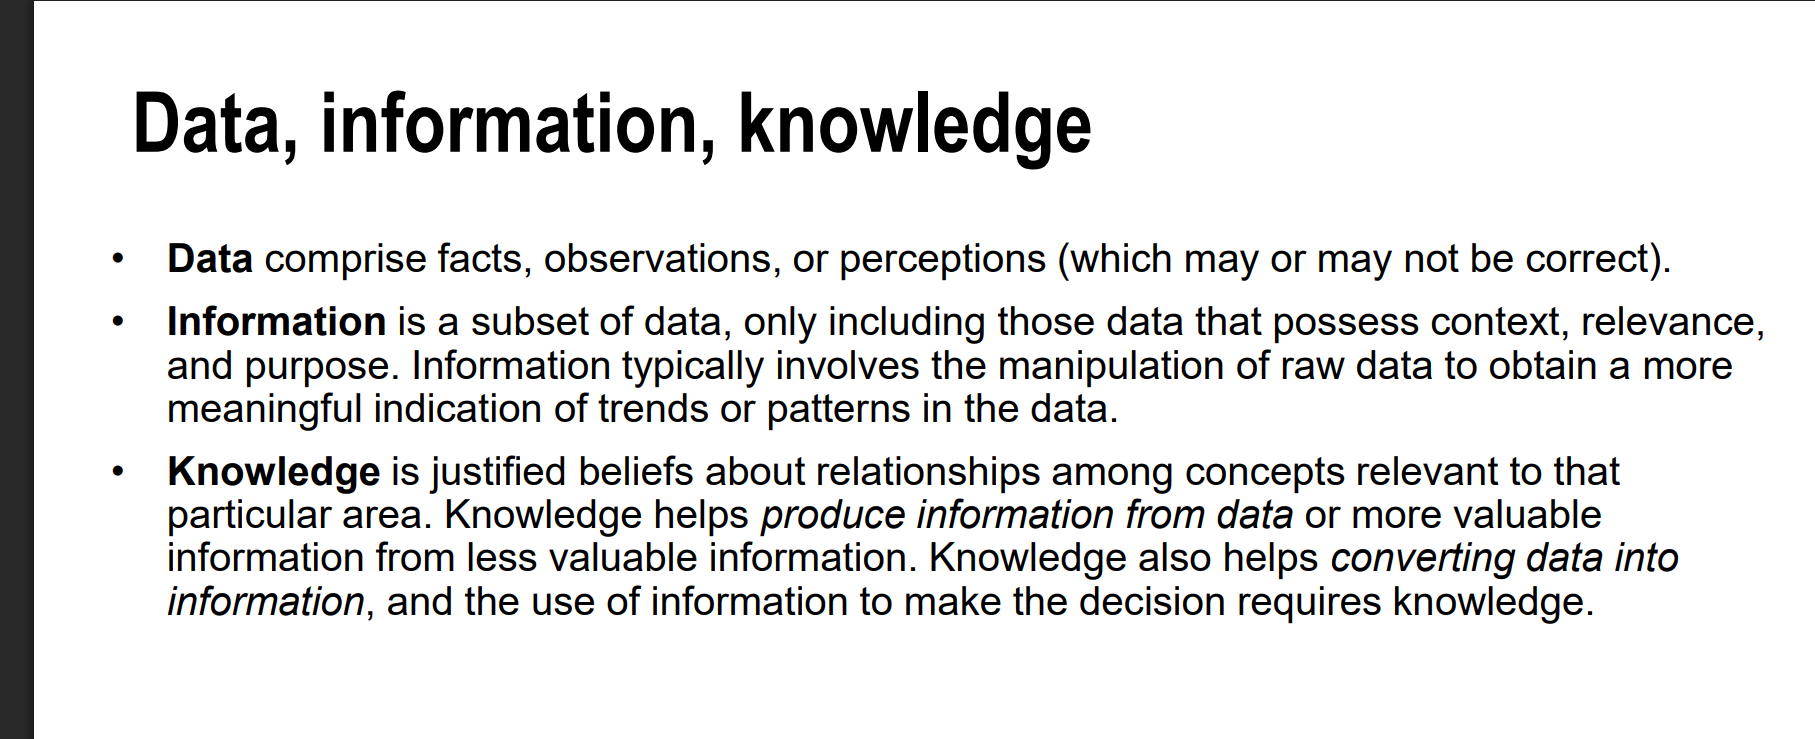 Data, information, knowledge
• Data comprise facts, observations, or perceptions (which may or may not be correct).
• Information is a subset of data, only including those data that possess context, relevance,
and purpose. Information typically involves the manipulation of raw data to obtain a more
meaningful indication of trends or patterns in the data.
• Knowledge is justified beliefs about relationships among concepts relevant to that
particular area. Knowledge helps produce information from data or more valuable
information from less valuable information. Knowledge also helps converting data into
information, and the use of information to make the decision requires knowledge.